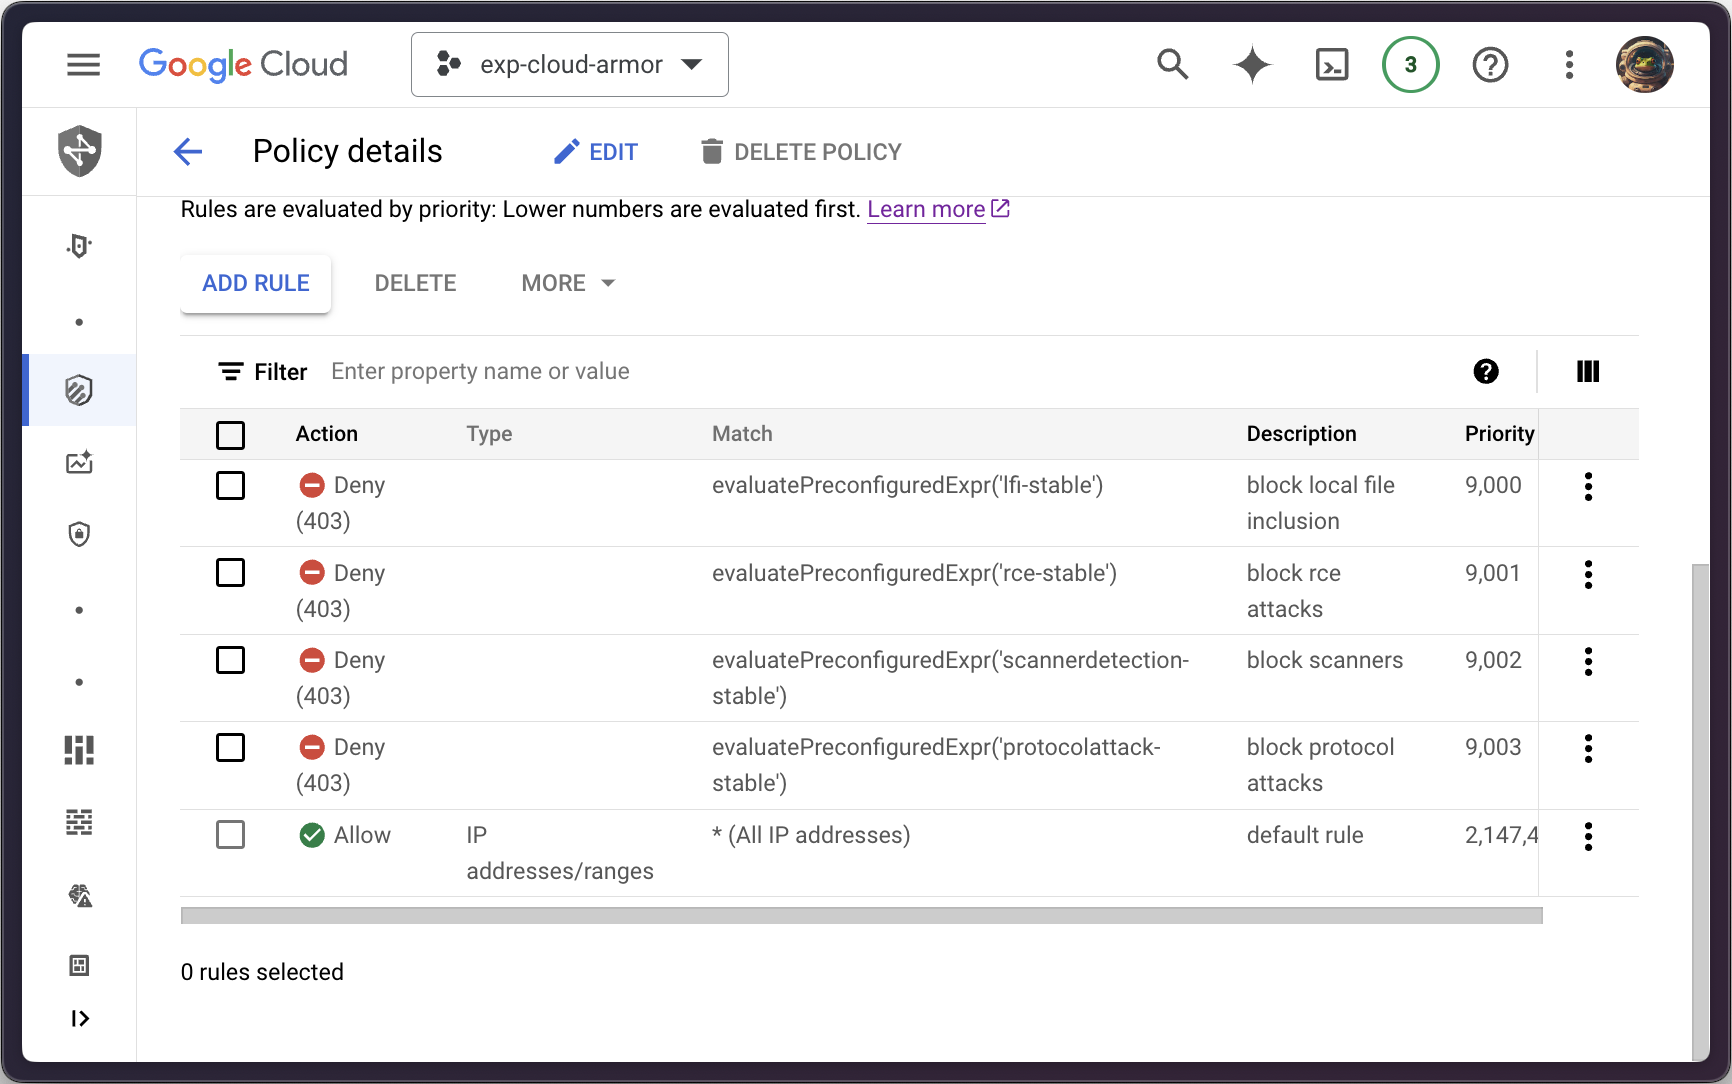 Google Cloud
exp-cloud-armor
3
Policy details
EDIT
DELETE POLICY
Rules are evaluated by priority: Lower numbers are evaluated first. Learn more
ADD RULE
DELETE
MORE
Filter
Enter property name or value
Action Type Match Description Priority
Deny evaluatePreconfiguredExpr('lfi-stable') block local file 9,000
(403) inclusion
Deny evaluatePreconfiguredExpr('rce-stable') block rce 9,001
(403) attacks
Deny evaluatePreconfiguredExpr('scannerdetection- block scanners 9,002
(403) stable')
Deny evaluatePreconfiguredExpr('protocolattack- block protocol 9,003
(403) stable') attacks
Allow IP * (All IP addresses) default rule 2,147,4
addresses/ranges
0 rules selected